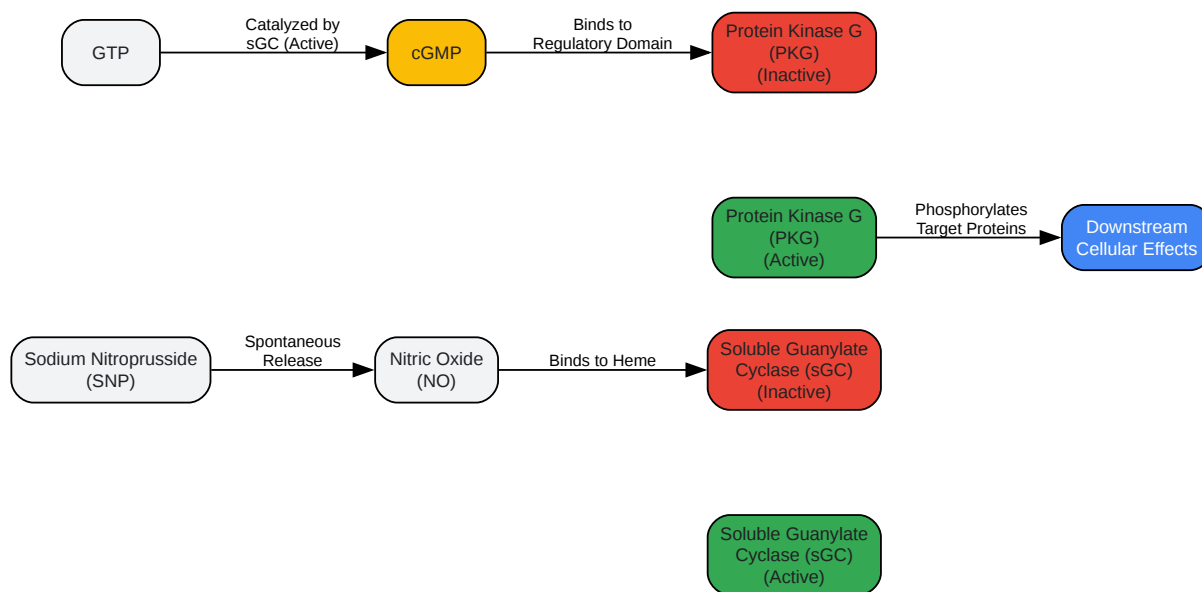 GTP
Catalyzed by
sGC (Active)
cGMP
Binds to
Regulatory Domain
Protein Kinase G
(PKG)
(Inactive)
Protein Kinase G
(PKG)
(Active)
Phosphorylates
Target Proteins
Downstream
Cellular Effects
Sodium Nitroprusside
(SNP)
Spontaneous
Release
Nitric Oxide
(NO)
Binds to Heme
Soluble Guanylate
Cyclase (sGC)
(Inactive)
Soluble Guanylate
Cyclase (sGC)
(Active)